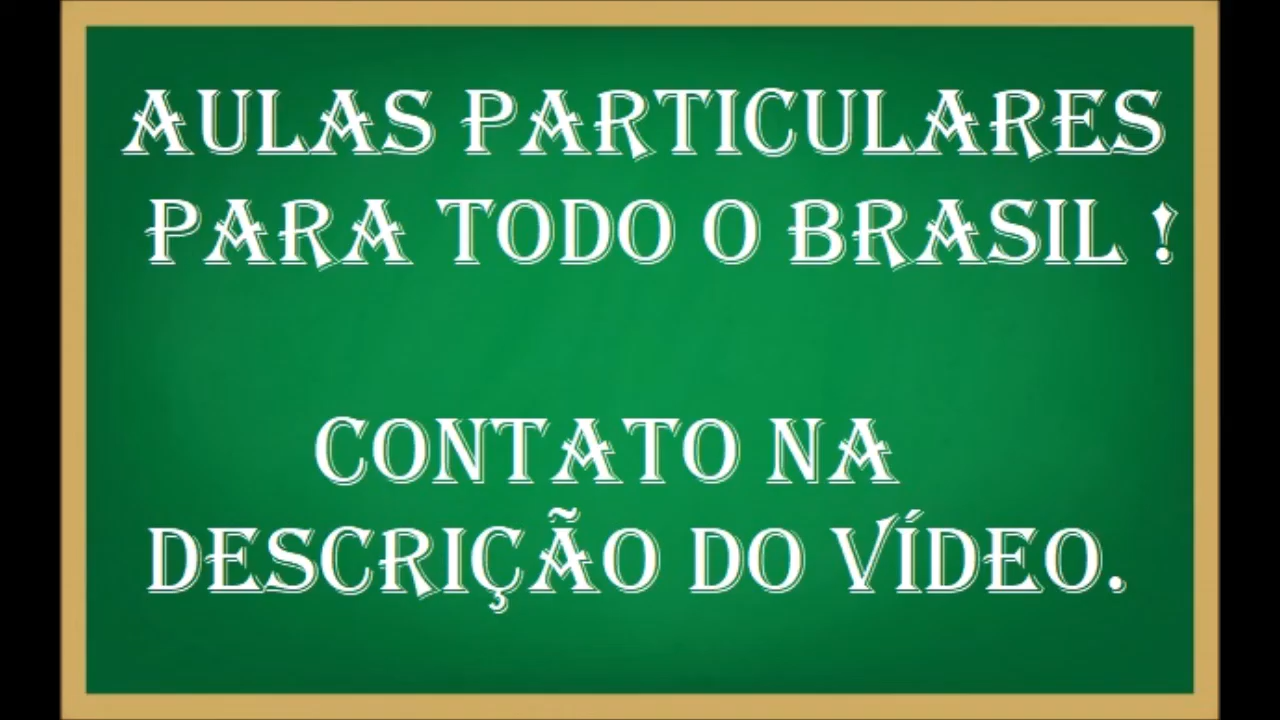 AULAS PARTICULARES
PARA TODO O BRASIL !
CONTATO NA
DESCRIÇÃO DO VÍDEO.